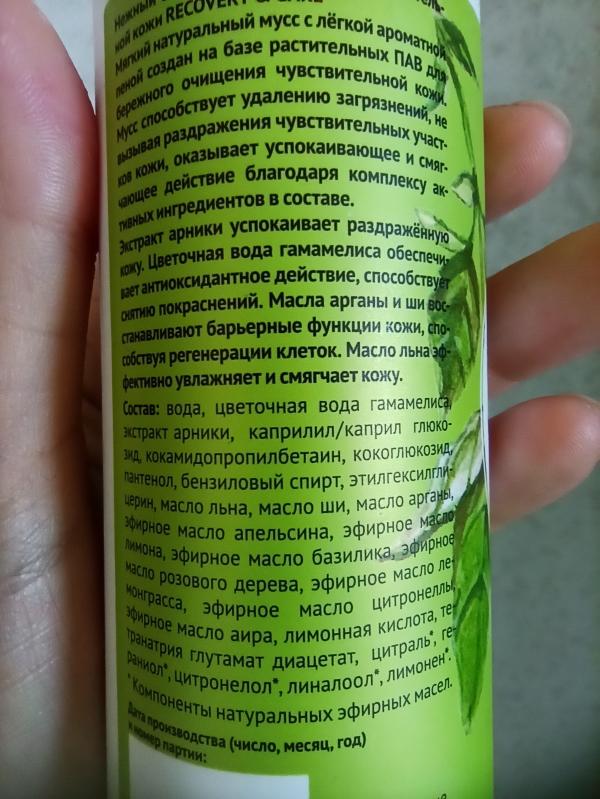 Нежный
ной кожи RECOVERY & CARE
Мягкий натуральный мусс с лёгкой ароматной
пеной создан на базе растительных ПАВ для
бережного очищения чувствительной кожи.
Мусс способствует удалению загрязнений, не
вызывая раздражения чувствительных участ-
ков кожи, оказывает успокаивающее и смяг-
чающее действие благодаря комплексу ак-
тивных ингредиентов в составе.
Экстракт арники успокаивает раздражённую
кожу. Цветочная вода гамамелиса обеспечи-
вает антиоксидантное действие, способствует
снятию покраснений. Масла арганы и ши вос-
станавливают барьерные функции кожи, спо-
собствуя регенерации клеток. Масло льна эф-
фективно увлажняет и смягчает кожу.
Состав: вода, цветочная вода гамамелиса,
экстракт арники, каприлил/каприл глюко-
зид, кокамидопропилбетаин, кокоглюкозид,
пантенол, бензиловый спирт, этилгексилгли-
церин, масло льна, масло ши, масло арганы,
эфирное масло апельсина, эфирное масло
лимона, эфирное масло базилика, эфирное
масло розового дерева, эфирное масло ле-
монграсса, эфирное масло цитронеллы,
эфирное масло аира, лимонная кислота, те-
транатрия глутамат диацетат, цитраль*, ге-
раниол*, цитронелол*, линалоол*, лимонен*.
* Компоненты натуральных эфирных масел.
Дата производства (число, месяц, год)
и номер партии: